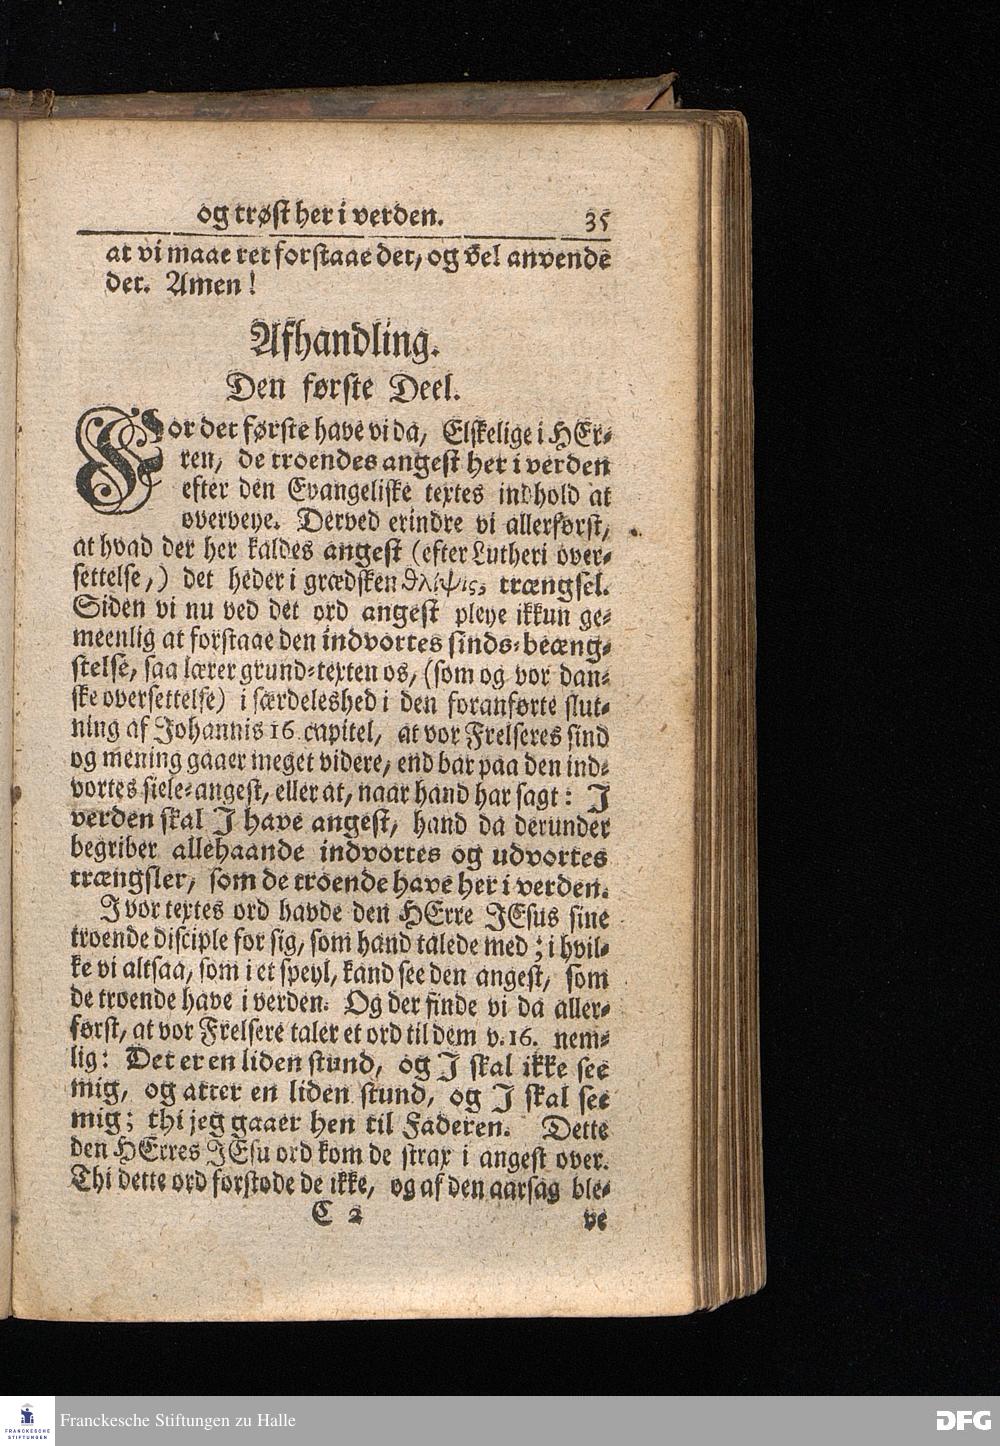 og trøst her i verden. 35
at vi maae ret forstaae det, og vel anvende
det. Amen!
Afhandling.
Den første Deel.
For det første have vi da, Elskelige i HEr-
ren, de troendes angest her i verden
efter den Evangeliske textes indhold at
overveye. Derved erindre vi allerførst,
at hvad der her kaldes angest (efter Lutheri over-
settelse,) det heder i grædsken θλίψις, trængsel.
Siden vi nu ved det ord angest pleye ikkun ge-
meenlig at forstaae den indvortes sinds-beæng-
stelse, saa lærer grund-texten os, (som og vor dan-
ske oversettelse) i særdeleshed i den foranførte slut-
ning af Johannis 16 capitel, at vor Frelseres sind
og mening gaaer meget videre, end bar paa den ind-
vortes siele-angest, eller at, naar hand har sagt: I
verden skal I have angest, hand da derunder
begriber allehaande indvortes og udvortes
trængsler, som de troende have her i verden.
I vor textes ord havde den HErre JEsus sine
troende disciple for sig, som hand talede med; i hvil-
ke vi altsaa, som i et speyl, kand see den angest, som
de troende have i verden. Og der finde vi da aller-
først, at vor Frelsere taler et ord til dem v. 16. nem-
lig: Det er en liden stund, og I skal ikke see
mig, og atter en liden stund, og I skal see
mig; thi jeg gaaer hen til Faderen. Dette
den HErres JEsu ord kom de strax i angest over.
Thi dette ord forstode de ikke, og af den aarsag ble-
C 2 ve
FRANCKESCHE
STIFTUNGEN
Franckesche Stiftungen zu Halle
DFG